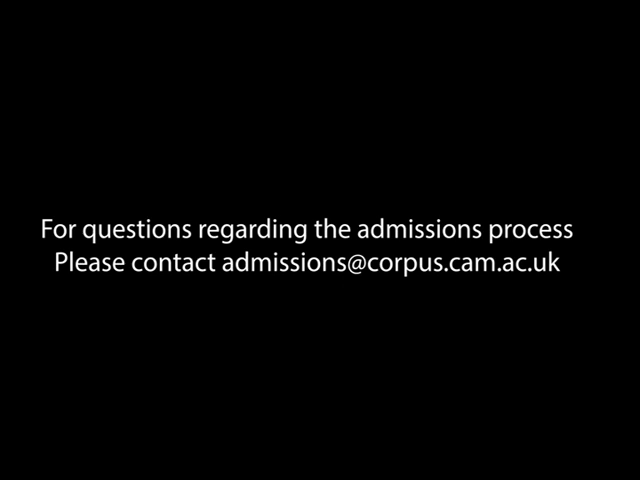 For questions regarding the admissions process
Please contact admissions@corpus.cam.ac.uk